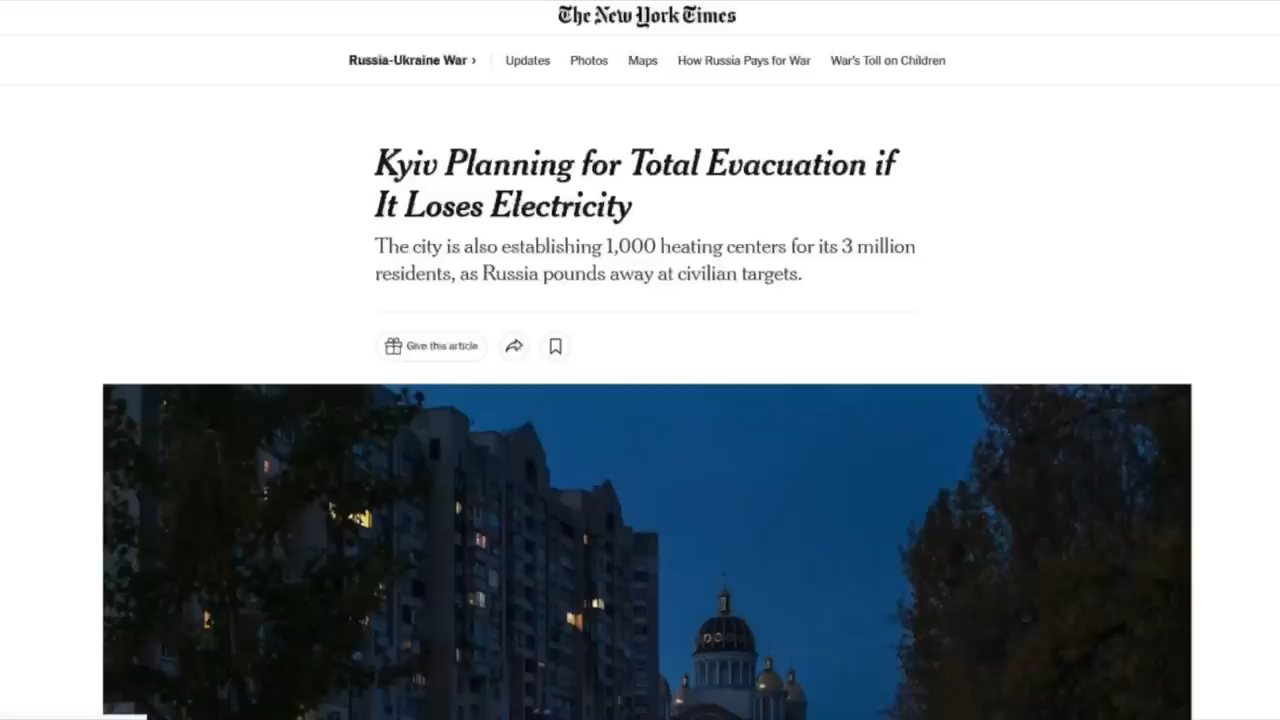 The New York Times
Russia-Ukraine War › Updates Photos Maps How Russia Pays for War War's Toll on Children
Kyiv Planning for Total Evacuation if
It Loses Electricity
The city is also establishing 1,000 heating centers for its 3 million
residents, as Russia pounds away at civilian targets.
Give this article